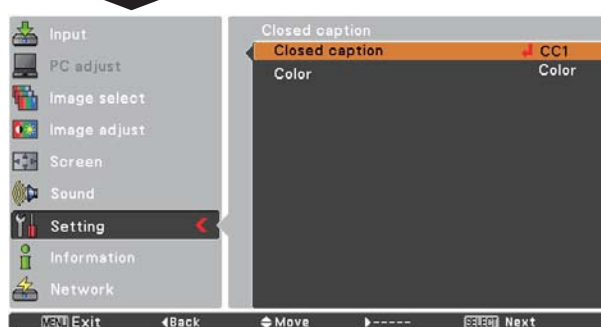 Input
PC adjust
Image select
Image adjust
Screen
Sound
Setting
Information
Network
Closed caption
Closed caption CC1
Color Color
MENU Exit Back Move ----- SELECT Next